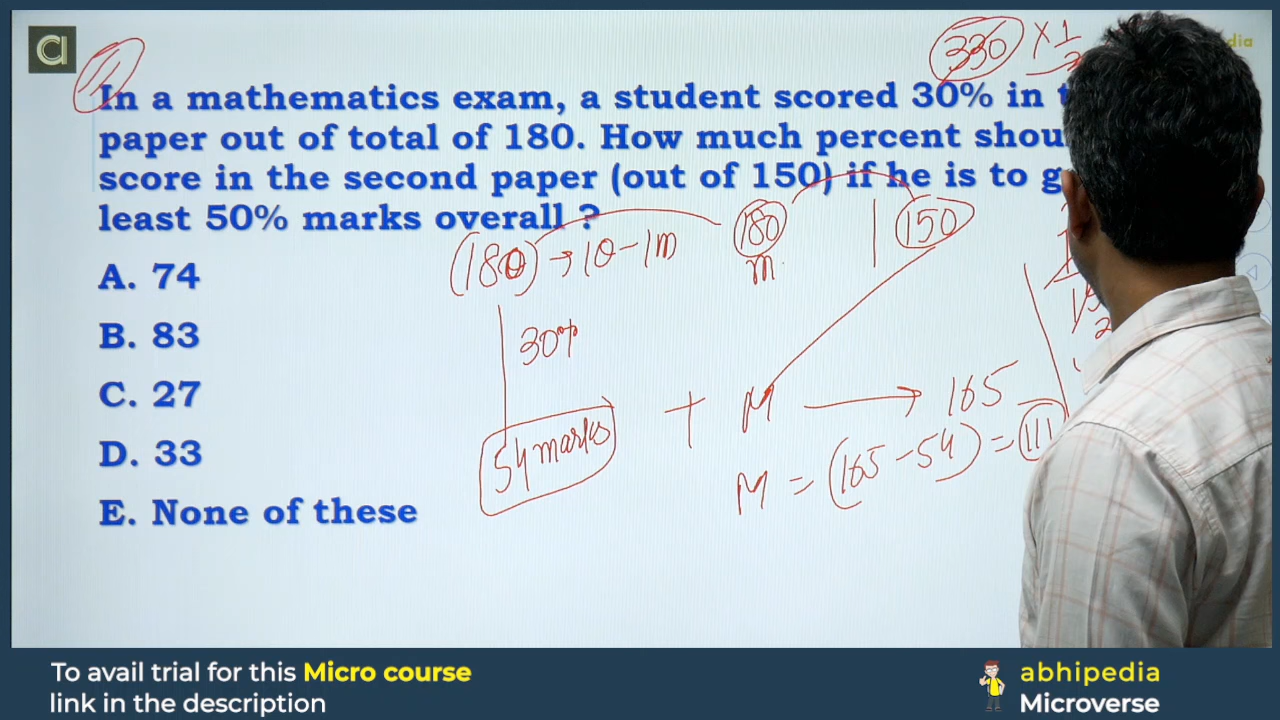 a
330 × 1
dia
In a mathematics exam, a student scored 30% in
paper out of total of 180. How much percent shou
score in the second paper (out of 150) if he is to g
least 50% marks overall ?
(180) → 10 - 1m
180
150
m
A. 74
B. 83
C. 27
D. 33
E. None of these
30%
54 marks + M → 165
M = (165 - 54) = 111
To avail trial for this Micro course
link in the description
abhipedia
Microverse